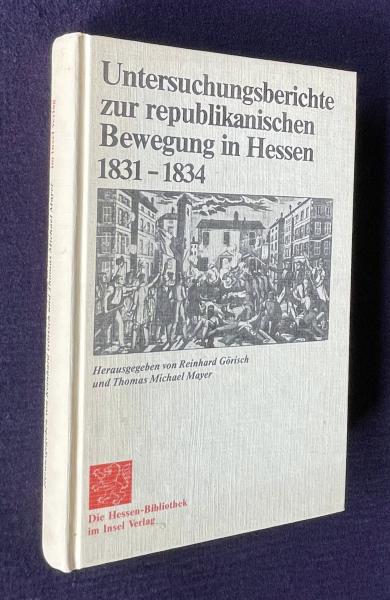 Untersuchungsberichte
zur republikanischen
Bewegung in Hessen
1831–1834
Herausgegeben von Reinhard Görisch
und Thomas Michael Mayer
Die Hessen-Bibliothek
im Insel Verlag